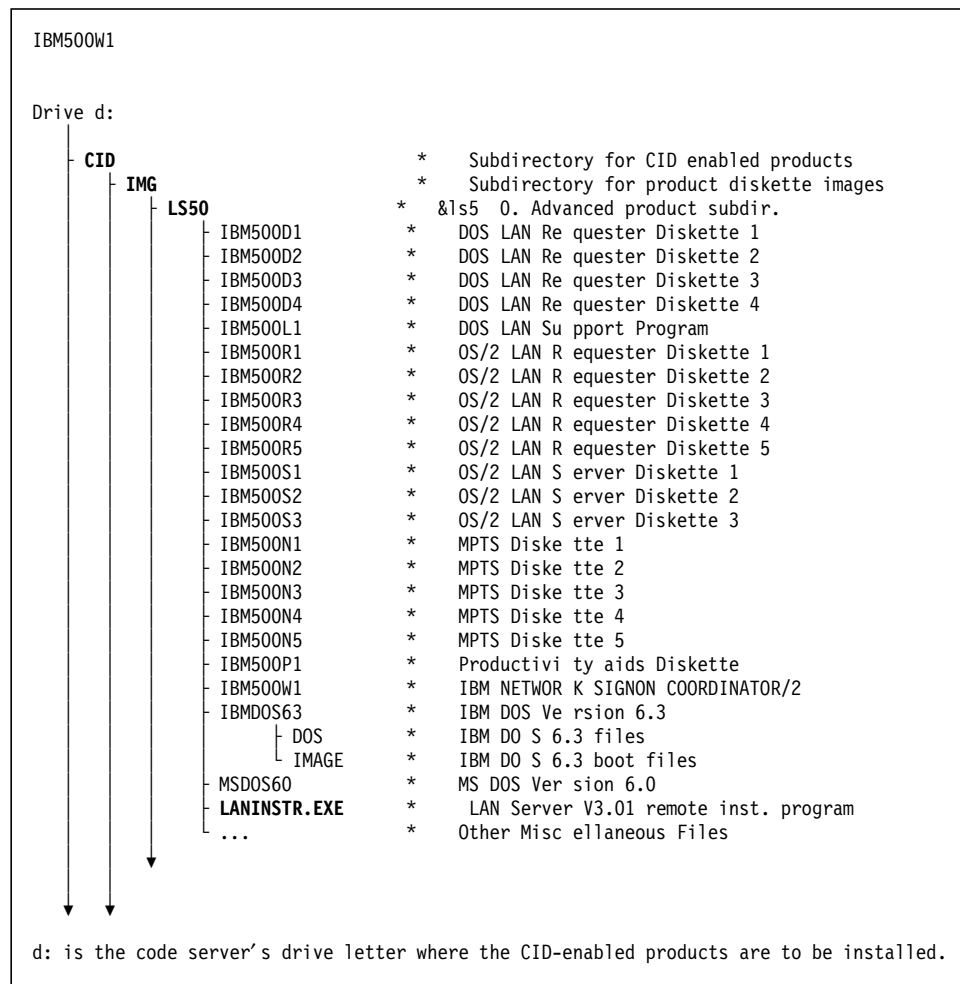 IBM500W1
Drive d:
CID * Subdirectory for CID enabled products
IMG * Subdirectory for product diskette images
LS50 * &ls5 0. Advanced product subdir.
IBM500D1 * DOS LAN Re quester Diskette 1
IBM500D2 * DOS LAN Re quester Diskette 2
IBM500D3 * DOS LAN Re quester Diskette 3
IBM500D4 * DOS LAN Re quester Diskette 4
IBM500L1 * DOS LAN Su pport Program
IBM500R1 * OS/2 LAN R equester Diskette 1
IBM500R2 * OS/2 LAN R equester Diskette 2
IBM500R3 * OS/2 LAN R equester Diskette 3
IBM500R4 * OS/2 LAN R equester Diskette 4
IBM500R5 * OS/2 LAN R equester Diskette 5
IBM500S1 * OS/2 LAN S erver Diskette 1
IBM500S2 * OS/2 LAN S erver Diskette 2
IBM500S3 * OS/2 LAN S erver Diskette 3
IBM500N1 * MPTS Diske tte 1
IBM500N2 * MPTS Diske tte 2
IBM500N3 * MPTS Diske tte 3
IBM500N4 * MPTS Diske tte 4
IBM500N5 * MPTS Diske tte 5
IBM500P1 * Productivi ty aids Diskette
IBM500W1 * IBM NETWOR K SIGNON COORDINATOR/2
IBMDOS63 * IBM DOS Ve rsion 6.3
DOS * IBM DO S 6.3 files
IMAGE * IBM DO S 6.3 boot files
MSDOS60 * MS DOS Ver sion 6.0
LANINSTR.EXE * LAN Server V3.01 remote inst. program
... * Other Misc ellaneous Files
d: is the code server′s drive letter where the CID-enabled products are to be installed.